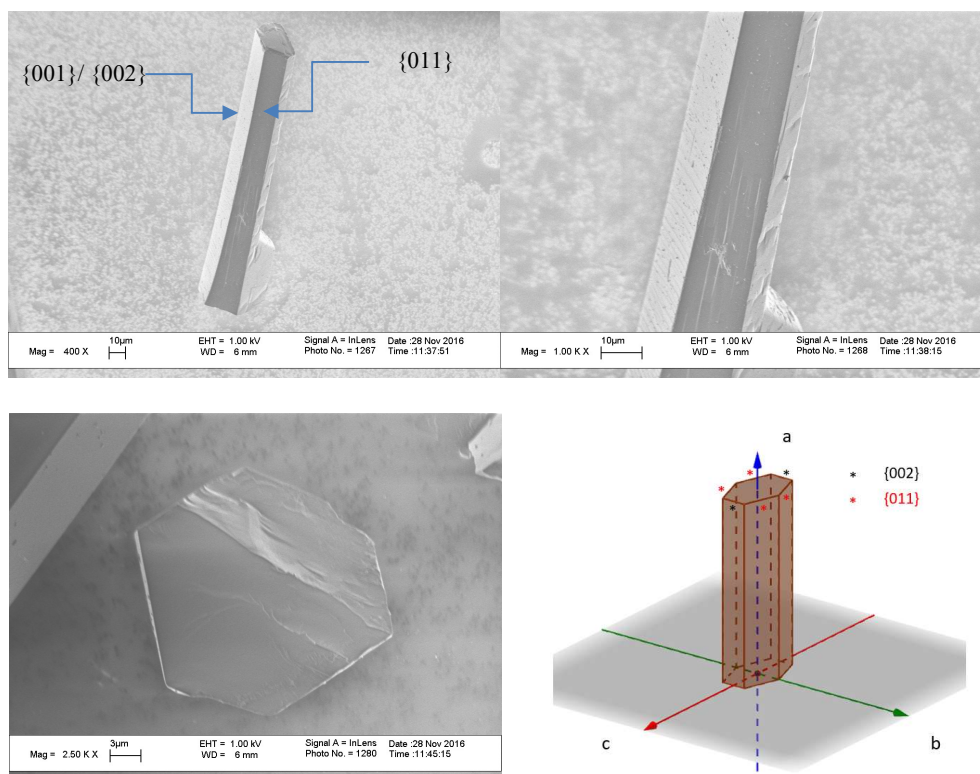 {001}/ {002}
{011}
Mag = 400 X
10µm
EHT = 1.00 kV
WD = 6 mm
Signal A = InLens
Photo No. = 1267
Date :28 Nov 2016
Time :11:37:51
Mag = 1.00 K X
10µm
EHT = 1.00 kV
WD = 6 mm
Signal A = InLens
Photo No. = 1268
Date :28 Nov 2016
Time :11:38:15
Mag = 2.50 K X
3µm
EHT = 1.00 kV
WD = 6 mm
Signal A = InLens
Photo No. = 1280
Date :28 Nov 2016
Time :11:45:15
a
* {002}
* {011}
c
b